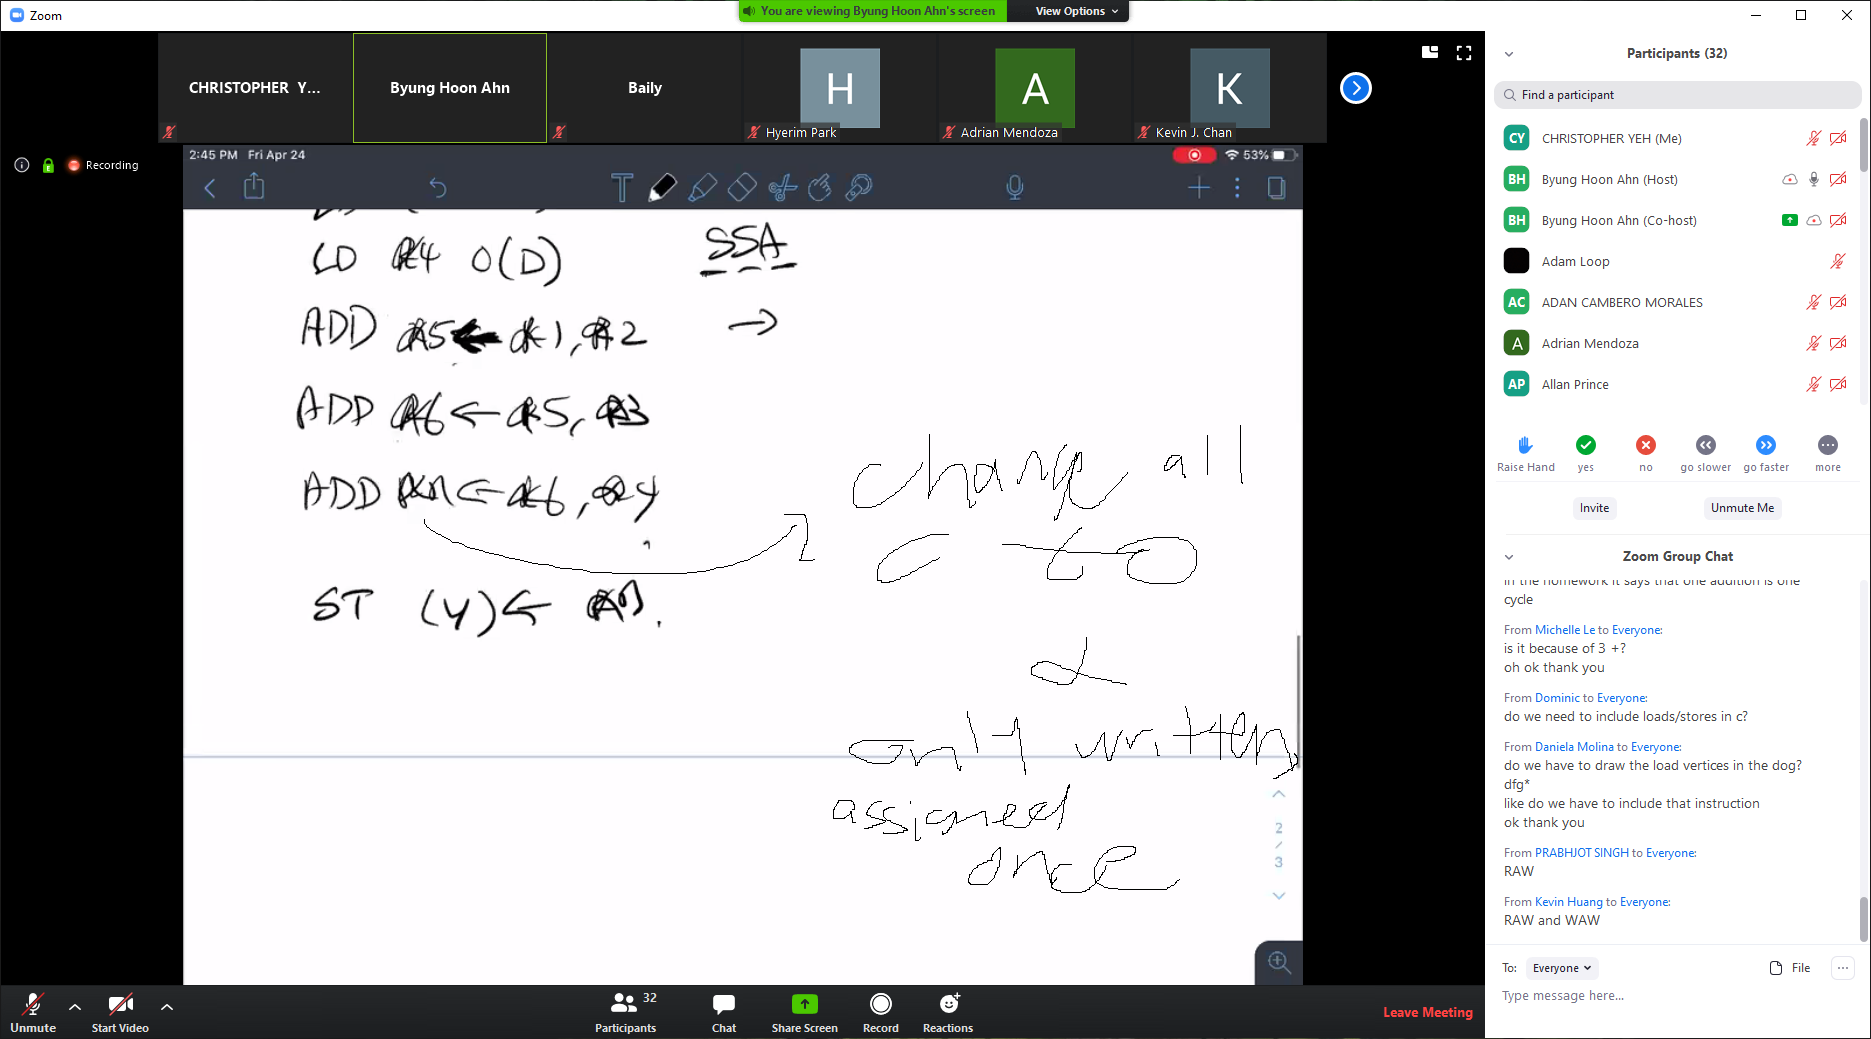 Zoom
You are viewing Byung Hoon Ahn's screen
View Options
CHRISTOPHER Y...
Byung Hoon Ahn
Baily
H
Hyerim Park
A
Adrian Mendoza
K
Kevin J. Chan
Recording
2:45 PM Fri Apr 24
53%
LD R4 0(D)
SSA
ADD R5 ← R1, R2
→
ADD R6 ← R5, R3
ADD ← R6, R4
change all
to
ST (Y) ←
only written,
assigned
once
2
/
3
Participants (32)
Find a participant
CY CHRISTOPHER YEH (Me)
BH Byung Hoon Ahn (Host)
BH Byung Hoon Ahn (Co-host)
Adam Loop
AC ADAN CAMBERO MORALES
A Adrian Mendoza
AP Allan Prince
Raise Hand yes no go slower go faster more
Invite Unmute Me
Zoom Group Chat
in the homework it says that one addition is one
cycle
From Michelle Le to Everyone:
is it because of 3 +?
oh ok thank you
From Dominic to Everyone:
do we need to include loads/stores in c?
From Daniela Molina to Everyone:
do we have to draw the load vertices in the dog?
dfg*
like do we have to include that instruction
ok thank you
From PRABHJOT SINGH to Everyone:
RAW
From Kevin Huang to Everyone:
RAW and WAW
To: Everyone File
Type message here...
Unmute Start Video Participants 32 Chat Share Screen Record Reactions Leave Meeting